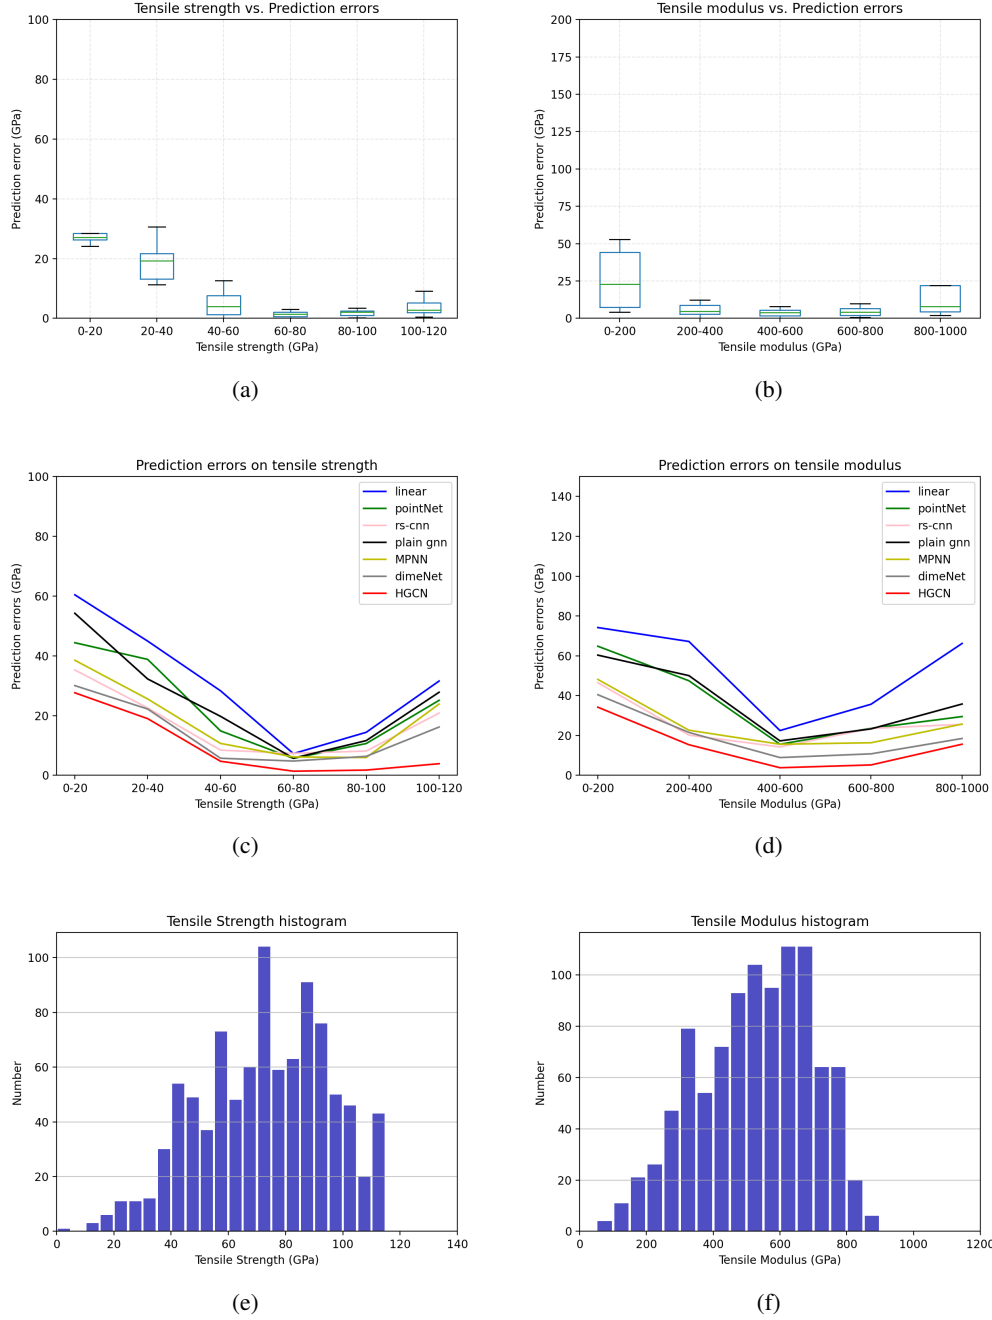 Tensile strength vs. Prediction errors
100
80
60
40
20
0
Prediction error (GPa)
0-20 20-40 40-60 60-80 80-100 100-120
Tensile strength (GPa)
(a)
Tensile modulus vs. Prediction errors
200
175
150
125
100
75
50
25
0
Prediction error (GPa)
0-200 200-400 400-600 600-800 800-1000
Tensile modulus (GPa)
(b)
Prediction errors on tensile strength
100
80
60
40
20
0
Prediction errors (GPa)
linear
pointNet
rs-cnn
plain gnn
MPNN
dimeNet
HGCN
0-20 20-40 40-60 60-80 80-100 100-120
Tensile Strength (GPa)
(c)
Prediction errors on tensile modulus
140
120
100
80
60
40
20
0
Prediction errors (GPa)
linear
pointNet
rs-cnn
plain gnn
MPNN
dimeNet
HGCN
0-200 200-400 400-600 600-800 800-1000
Tensile Modulus (GPa)
(d)
Tensile Strength histogram
100
80
60
40
20
0
Number
0 20 40 60 80 100 120 140
Tensile Strength (GPa)
(e)
Tensile Modulus histogram
100
80
60
40
20
0
Number
0 200 400 600 800 1000 1200
Tensile Modulus (GPa)
(f)